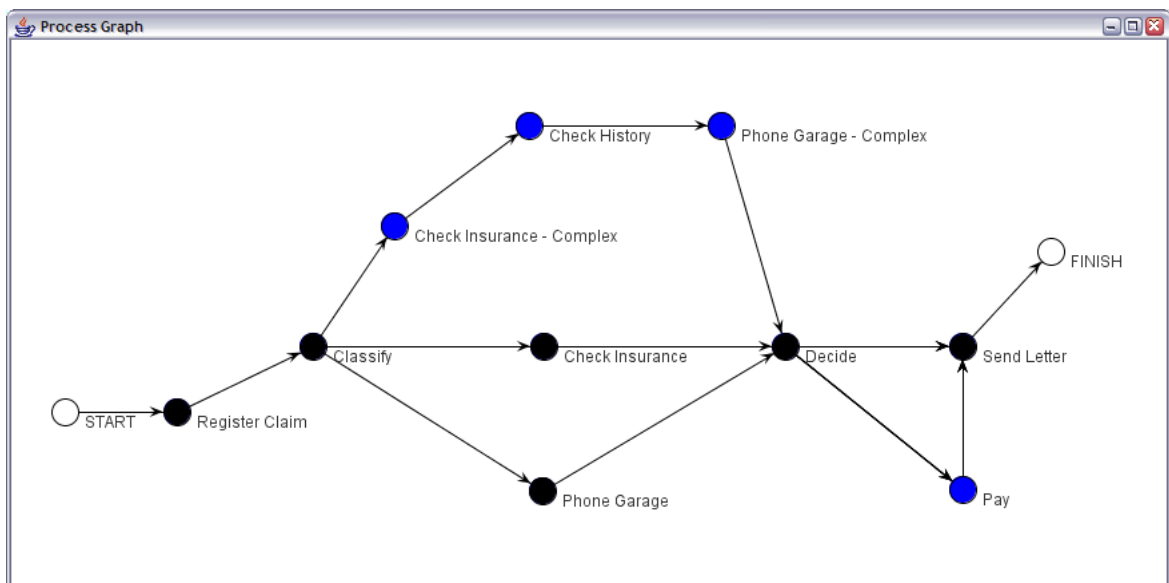 Process Graph
Check History
Phone Garage - Complex
Check Insurance - Complex
FINISH
Classify
Check Insurance
Decide
Send Letter
START
Register Claim
Phone Garage
Pay